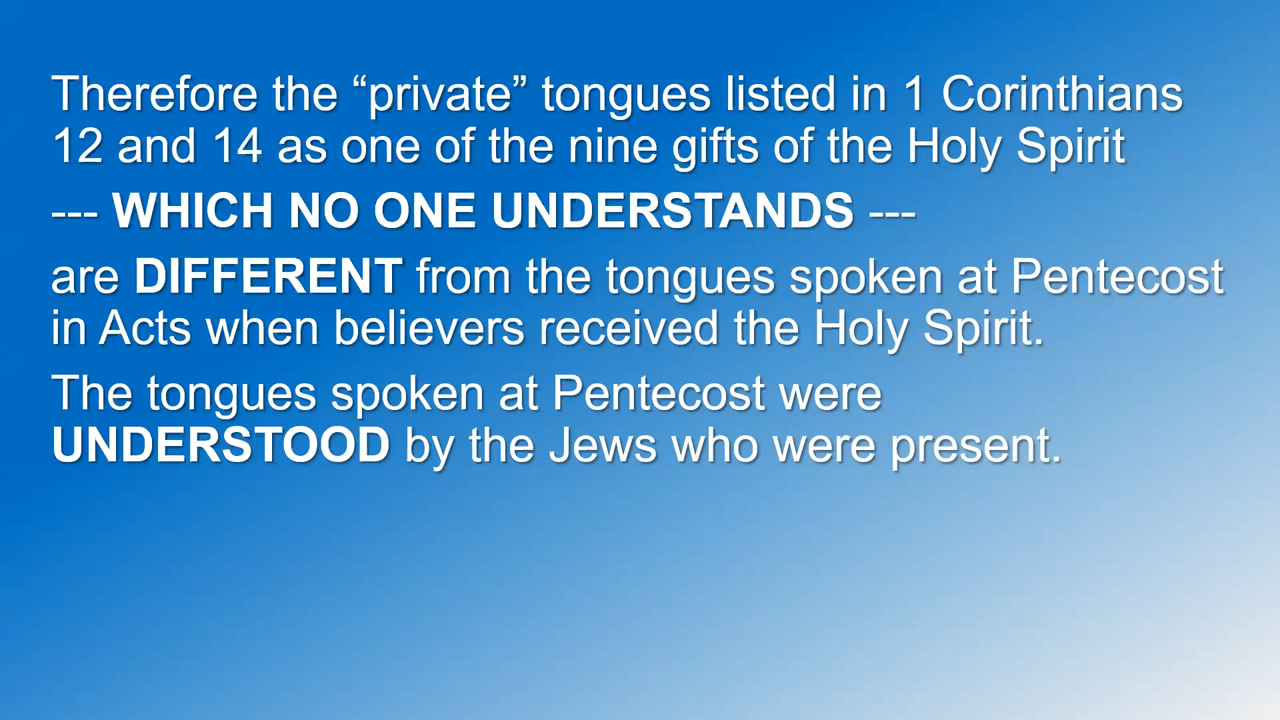 Therefore the “private” tongues listed in 1 Corinthians
12 and 14 as one of the nine gifts of the Holy Spirit
--- WHICH NO ONE UNDERSTANDS ---
are DIFFERENT from the tongues spoken at Pentecost
in Acts when believers received the Holy Spirit.
The tongues spoken at Pentecost were
UNDERSTOOD by the Jews who were present.